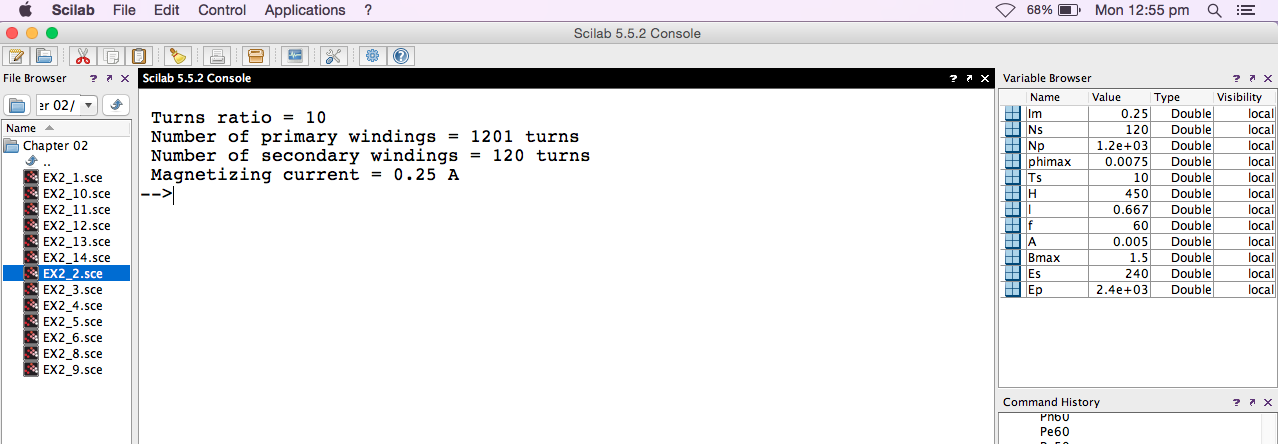 Scilab File Edit Control Applications ? 68% Mon 12:55 pm
Scilab 5.5.2 Console
File Browser ? Scilab 5.5.2 Console ? Variable Browser ?
er 02/
Name
Chapter 02
..
EX2_1.sce
EX2_10.sce
EX2_11.sce
EX2_12.sce
EX2_13.sce
EX2_14.sce
EX2_2.sce
EX2_3.sce
EX2_4.sce
EX2_5.sce
EX2_6.sce
EX2_8.sce
EX2_9.sce
Turns ratio = 10
Number of primary windings = 1201 turns
Number of secondary windings = 120 turns
Magnetizing current = 0.25 A
-->
Name Value Type Visibility
Im 0.25 Double local
Ns 120 Double local
Np 1.2e+03 Double local
phimax 0.0075 Double local
Ts 10 Double local
H 450 Double local
l 0.667 Double local
f 60 Double local
A 0.005 Double local
Bmax 1.5 Double local
Es 240 Double local
Ep 2.4e+03 Double local
Command History ?
Ph60
Pe60